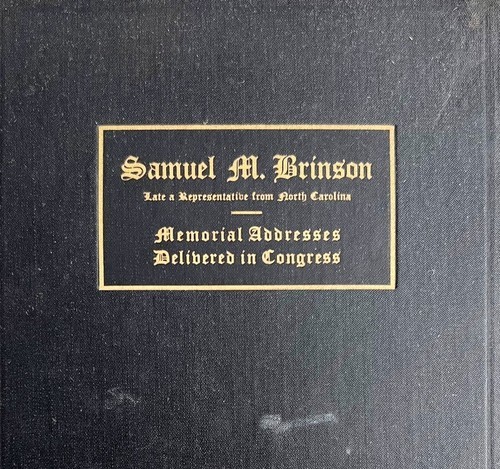 Samuel M. Brinson
Late a Representative from North Carolina
Memorial Addresses
Delivered in Congress